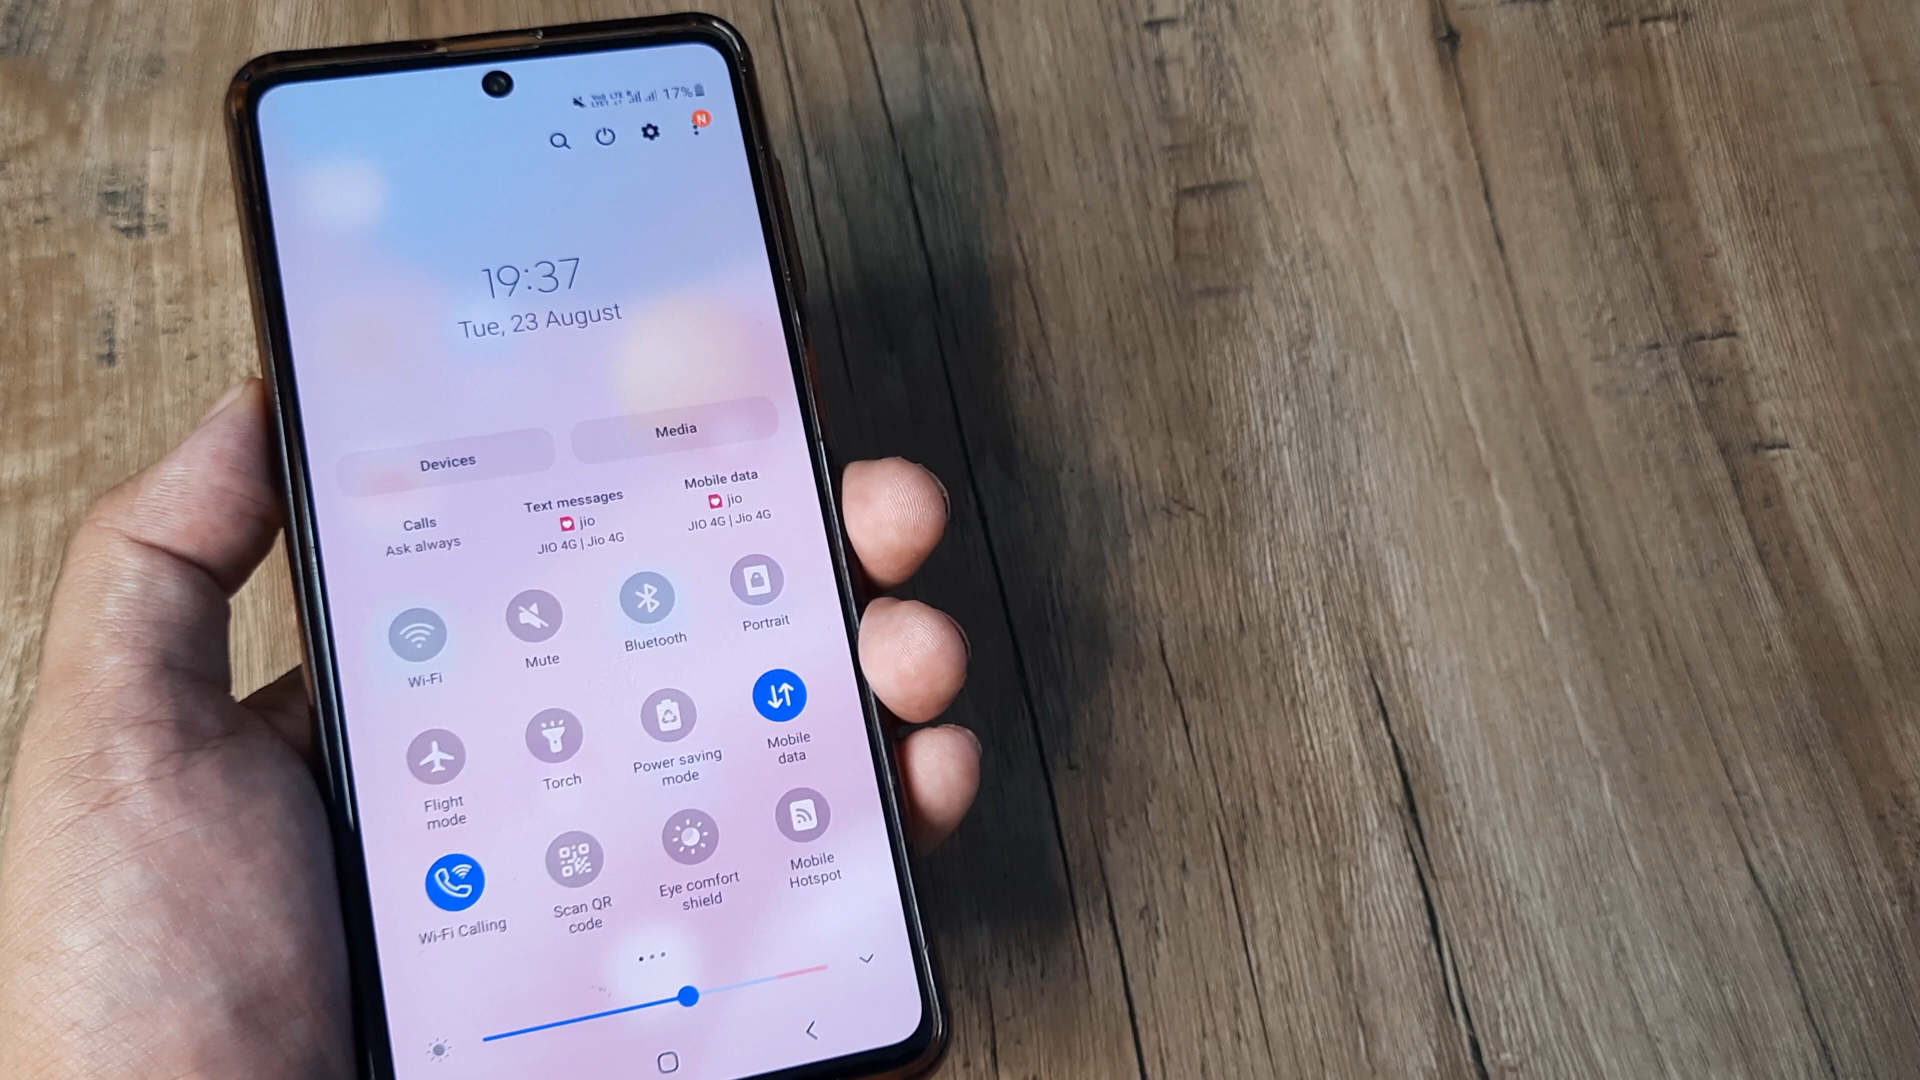 17%
N
19:37
Tue, 23 August
Devices
Media
Calls
Ask always
Text messages
jio
JIO 4G | Jio 4G
Mobile data
jio
JIO 4G | Jio 4G
Wi-Fi
Mute
Bluetooth
Portrait
Flight
mode
Torch
Power saving
mode
Mobile
data
Wi-Fi Calling
Scan QR
code
Eye comfort
shield
Mobile
Hotspot